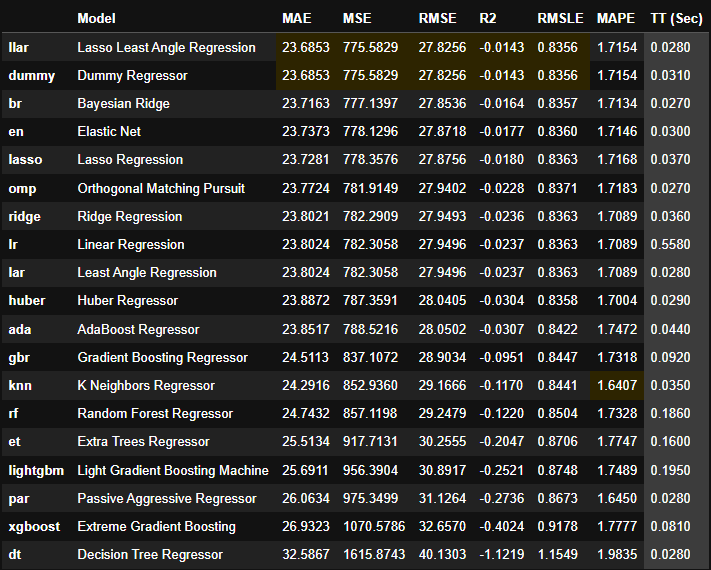 Model MAE MSE RMSE R2 RMSLE MAPE TT (Sec)
llar Lasso Least Angle Regression 23.6853 775.5829 27.8256 -0.0143 0.8356 1.7154 0.0280
dummy Dummy Regressor 23.6853 775.5829 27.8256 -0.0143 0.8356 1.7154 0.0310
br Bayesian Ridge 23.7163 777.1397 27.8536 -0.0164 0.8357 1.7134 0.0270
en Elastic Net 23.7373 778.1296 27.8718 -0.0177 0.8360 1.7146 0.0300
lasso Lasso Regression 23.7281 778.3576 27.8756 -0.0180 0.8363 1.7168 0.0370
omp Orthogonal Matching Pursuit 23.7724 781.9149 27.9402 -0.0228 0.8371 1.7183 0.0270
ridge Ridge Regression 23.8021 782.2909 27.9493 -0.0236 0.8363 1.7089 0.0360
lr Linear Regression 23.8024 782.3058 27.9496 -0.0237 0.8363 1.7089 0.5580
lar Least Angle Regression 23.8024 782.3058 27.9496 -0.0237 0.8363 1.7089 0.0280
huber Huber Regressor 23.8872 787.3591 28.0405 -0.0304 0.8358 1.7004 0.0290
ada AdaBoost Regressor 23.8517 788.5216 28.0502 -0.0307 0.8422 1.7472 0.0440
gbr Gradient Boosting Regressor 24.5113 837.1072 28.9034 -0.0951 0.8447 1.7318 0.0920
knn K Neighbors Regressor 24.2916 852.9360 29.1666 -0.1170 0.8441 1.6407 0.0350
rf Random Forest Regressor 24.7432 857.1198 29.2479 -0.1220 0.8504 1.7328 0.1860
et Extra Trees Regressor 25.5134 917.7131 30.2555 -0.2047 0.8706 1.7747 0.1600
lightgbm Light Gradient Boosting Machine 25.6911 956.3904 30.8917 -0.2521 0.8748 1.7489 0.1950
par Passive Aggressive Regressor 26.0634 975.3499 31.1264 -0.2736 0.8673 1.6450 0.0280
xgboost Extreme Gradient Boosting 26.9323 1070.5786 32.6570 -0.4024 0.9178 1.7777 0.0810
dt Decision Tree Regressor 32.5867 1615.8743 40.1303 -1.1219 1.1549 1.9835 0.0280